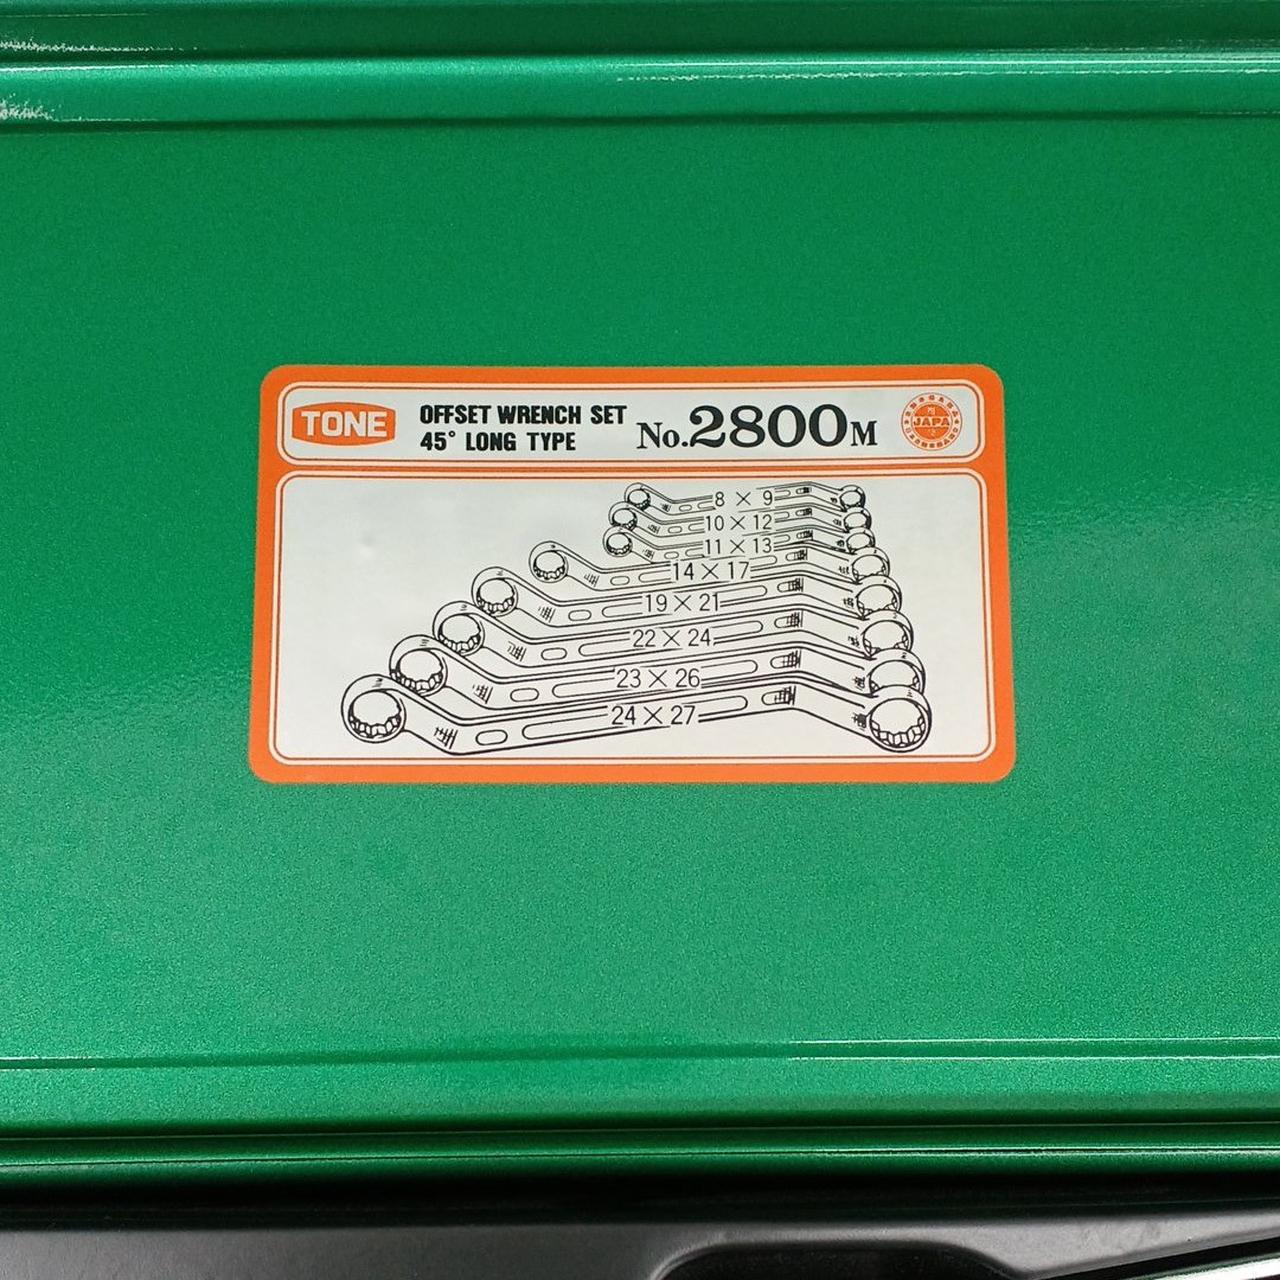 TONE
OFFSET WRENCH SET
45° LONG TYPE
No.2800M
JAPA
8 × 9
10 × 12
11 × 13
14 × 17
19 × 21
22 × 24
23 × 26
24 × 27